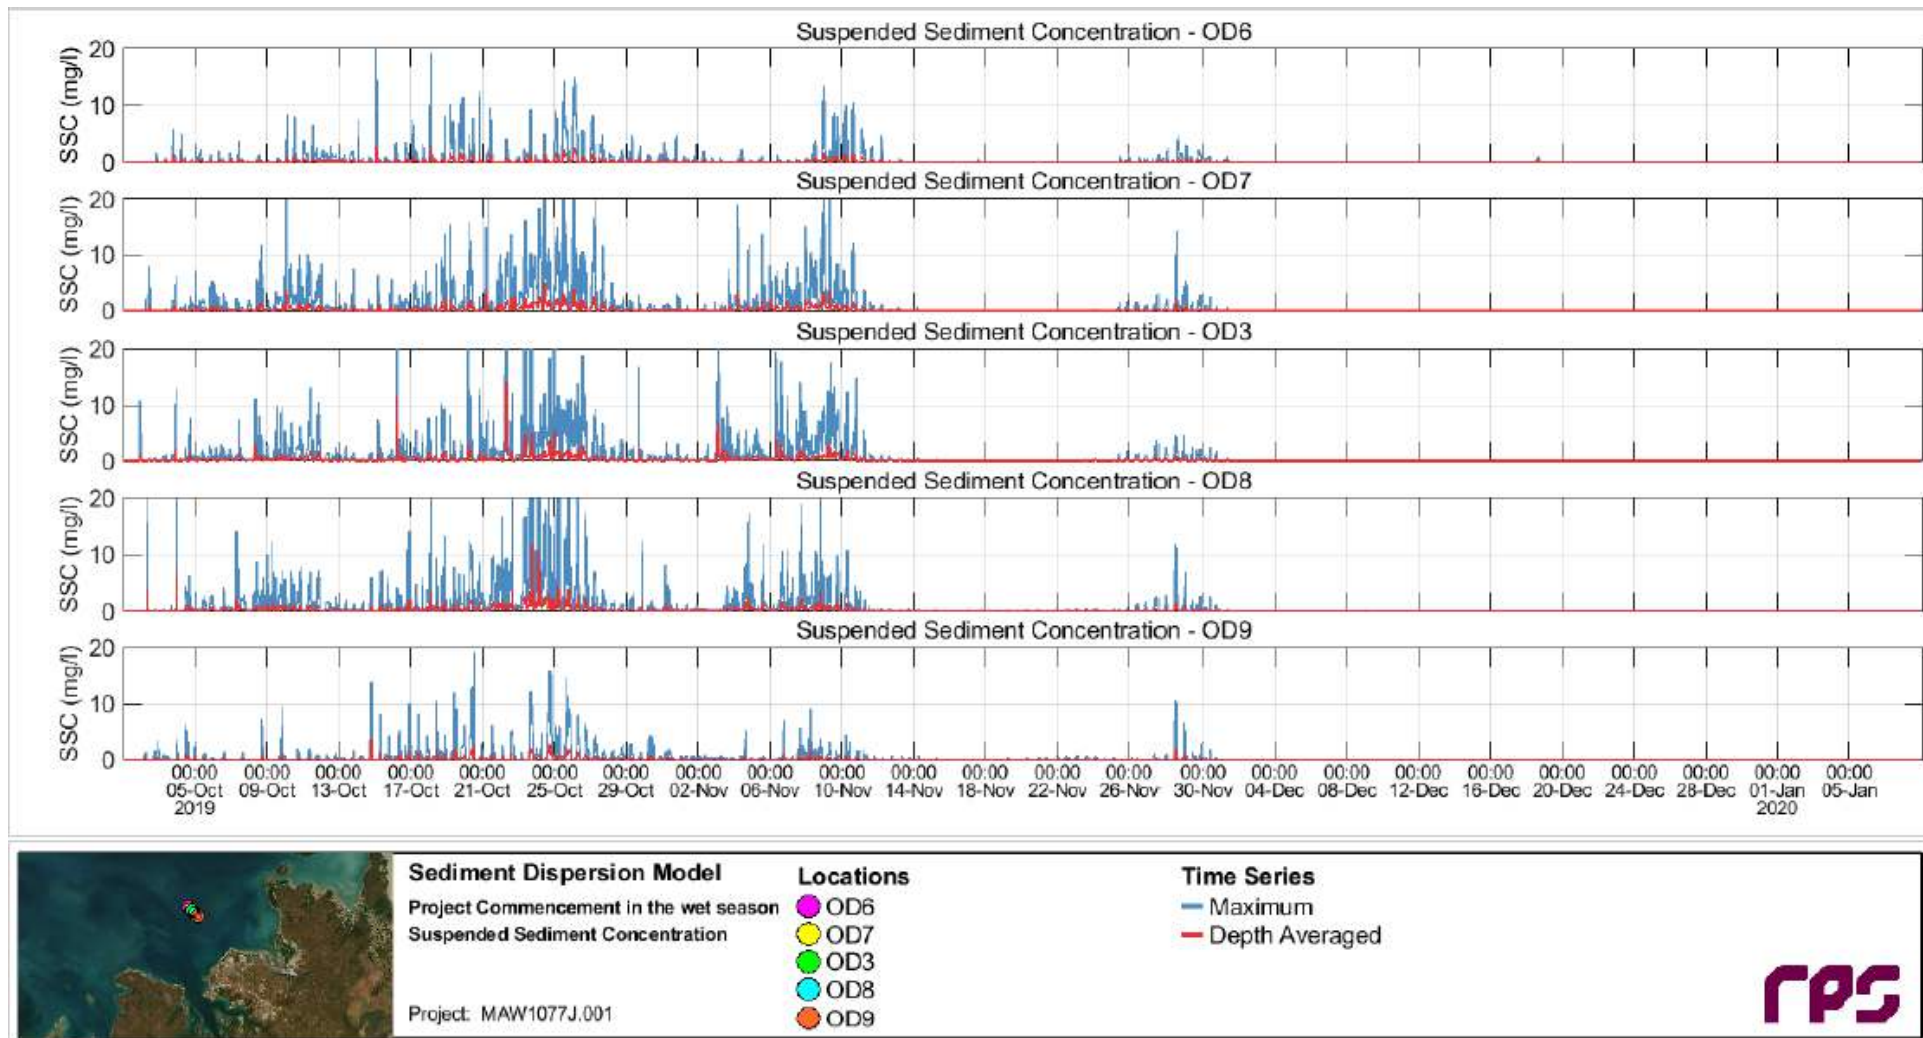 Suspended Sediment Concentration - OD6
SSC (mg/l)
20
10
0
Suspended Sediment Concentration - OD7
SSC (mg/l)
20
10
0
Suspended Sediment Concentration - OD3
SSC (mg/l)
20
10
0
Suspended Sediment Concentration - OD8
SSC (mg/l)
20
10
0
Suspended Sediment Concentration - OD9
SSC (mg/l)
20
10
0
00:00 00:00 00:00 00:00 00:00 00:00 00:00 00:00 00:00 00:00 00:00 00:00 00:00 00:00 00:00 00:00 00:00 00:00 00:00 00:00 00:00 00:00 00:00 00:00
05-Oct 09-Oct 13-Oct 17-Oct 21-Oct 25-Oct 29-Oct 02-Nov 06-Nov 10-Nov 14-Nov 18-Nov 22-Nov 26-Nov 30-Nov 04-Dec 08-Dec 12-Dec 16-Dec 20-Dec 24-Dec 28-Dec 01-Jan 05-Jan
2019 2020
Sediment Dispersion Model
Project Commencement in the wet season
Suspended Sediment Concentration
Project: MAW1077J.001
Locations
OD6
OD7
OD3
OD8
OD9
Time Series
Maximum
Depth Averaged
rps